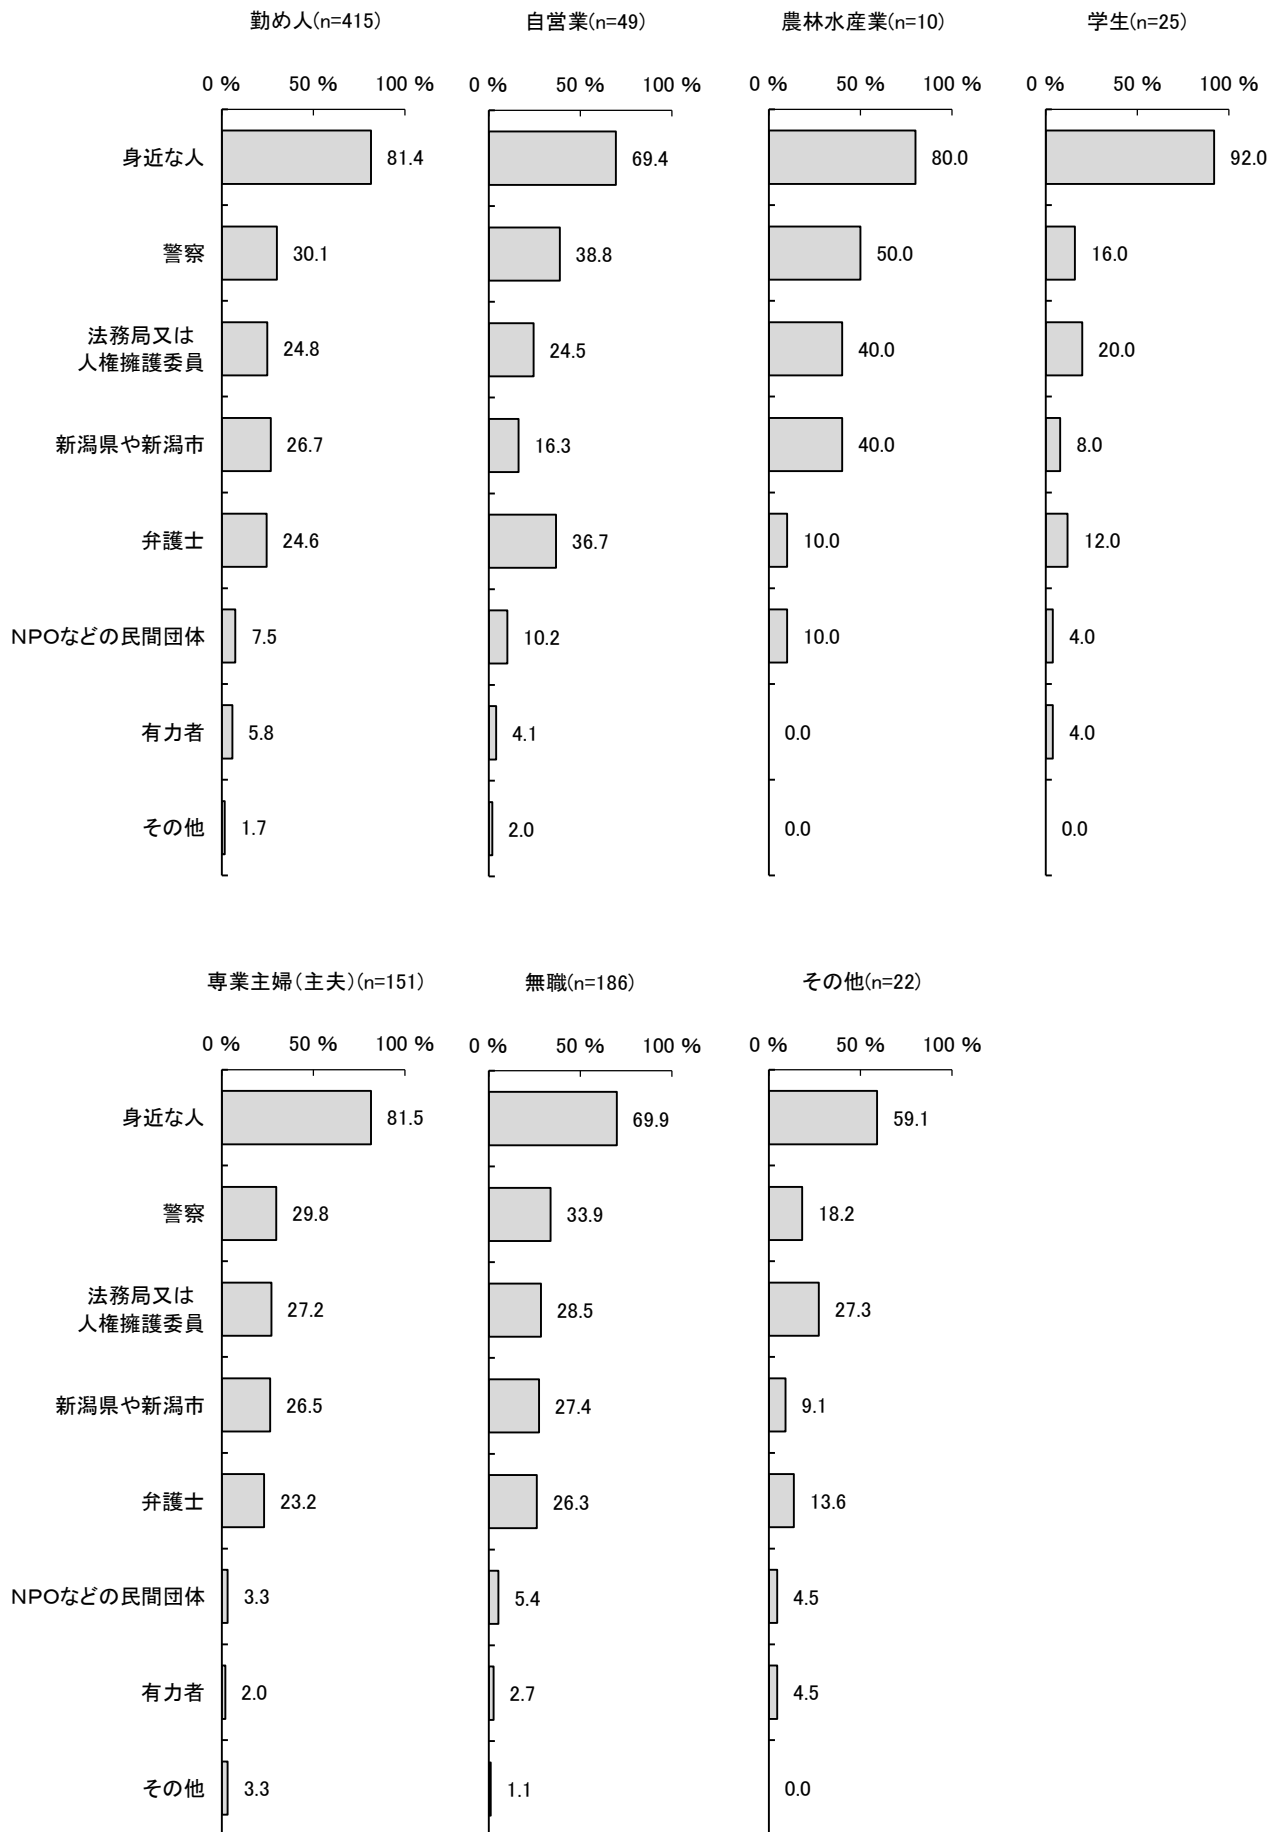 勤め人(n=415) 自営業(n=49) 農林水産業(n=10) 学生(n=25)
0 % 50 % 100 % 0 % 50 % 100 % 0 % 50 % 100 % 0 % 50 % 100 %
身近な人 81.4 69.4 80.0 92.0
警察 30.1 38.8 50.0 16.0
法務局又は
人権擁護委員 24.8 24.5 40.0 20.0
新潟県や新潟市 26.7 16.3 40.0 8.0
弁護士 24.6 36.7 10.0 12.0
NPOなどの民間団体 7.5 10.2 10.0 4.0
有力者 5.8 4.1 0.0 4.0
その他 1.7 2.0 0.0 0.0
専業主婦(主夫)(n=151) 無職(n=186) その他(n=22)
0 % 50 % 100 % 0 % 50 % 100 % 0 % 50 % 100 %
身近な人 81.5 69.9 59.1
警察 29.8 33.9 18.2
法務局又は
人権擁護委員 27.2 28.5 27.3
新潟県や新潟市 26.5 27.4 9.1
弁護士 23.2 26.3 13.6
NPOなどの民間団体 3.3 5.4 4.5
有力者 2.0 2.7 4.5
その他 3.3 1.1 0.0